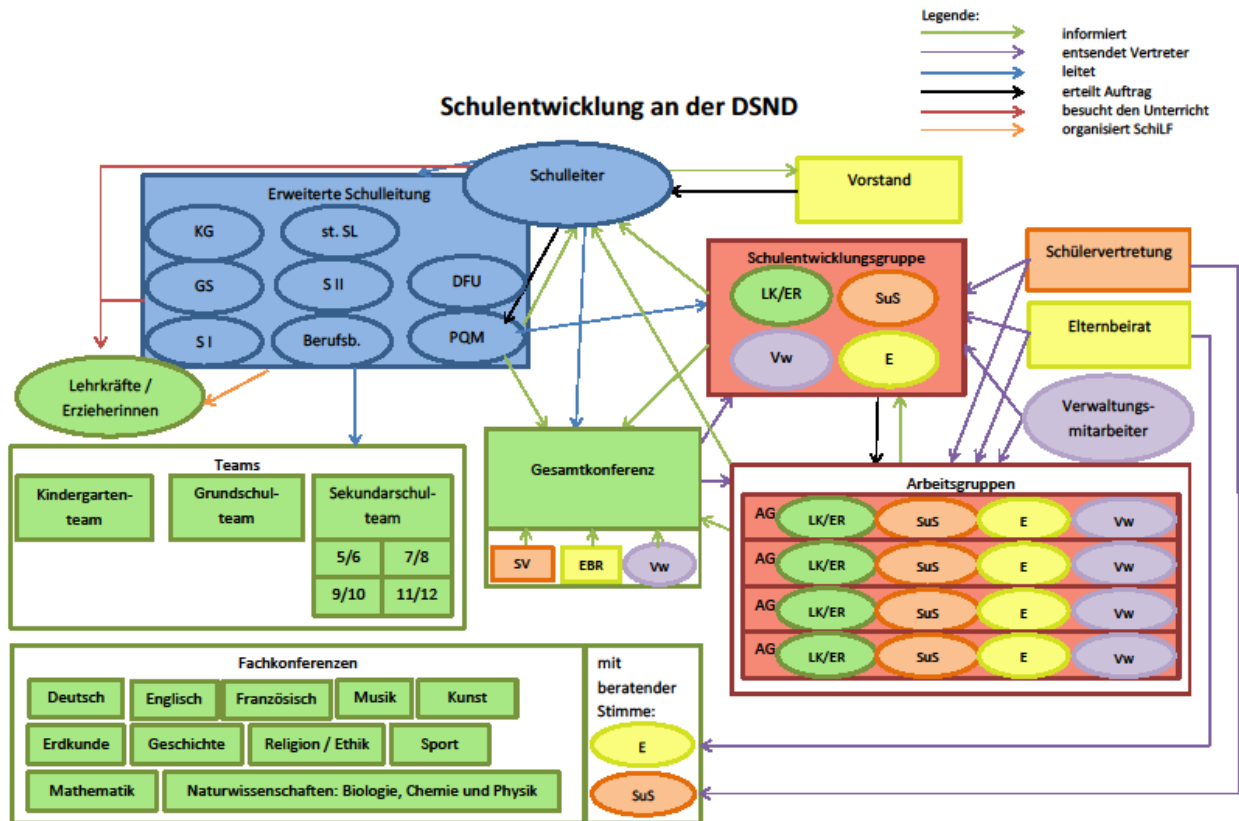 Legende:
informiert
entsendet Vertreter
leitet
erteilt Auftrag
besucht den Unterricht
organisiert SchiLF
Schulentwicklung an der DSND
Schulleiter
Vorstand
Erweiterte Schulleitung
KG
st. SL
GS
S II
DFU
S I
Berufsb.
PQM
Schulentwicklungsgruppe
LK/ER
SuS
Vw
E
Schülervertretung
Elternbeirat
Verwaltungs-
mitarbeiter
Lehrkräfte /
Erzieherinnen
Teams
Kindergarten-
team
Grundschul-
team
Sekundarschul-
team
5/6
7/8
9/10
11/12
Gesamtkonferenz
SV
EBR
Vw
Arbeitsgruppen
AG LK/ER SuS E Vw
AG LK/ER SuS E Vw
AG LK/ER SuS E Vw
AG LK/ER SuS E Vw
Fachkonferenzen
Deutsch
Englisch
Französisch
Musik
Kunst
Erdkunde
Geschichte
Religion / Ethik
Sport
Mathematik
Naturwissenschaften: Biologie, Chemie und Physik
mit
beratender
Stimme:
E
SuS